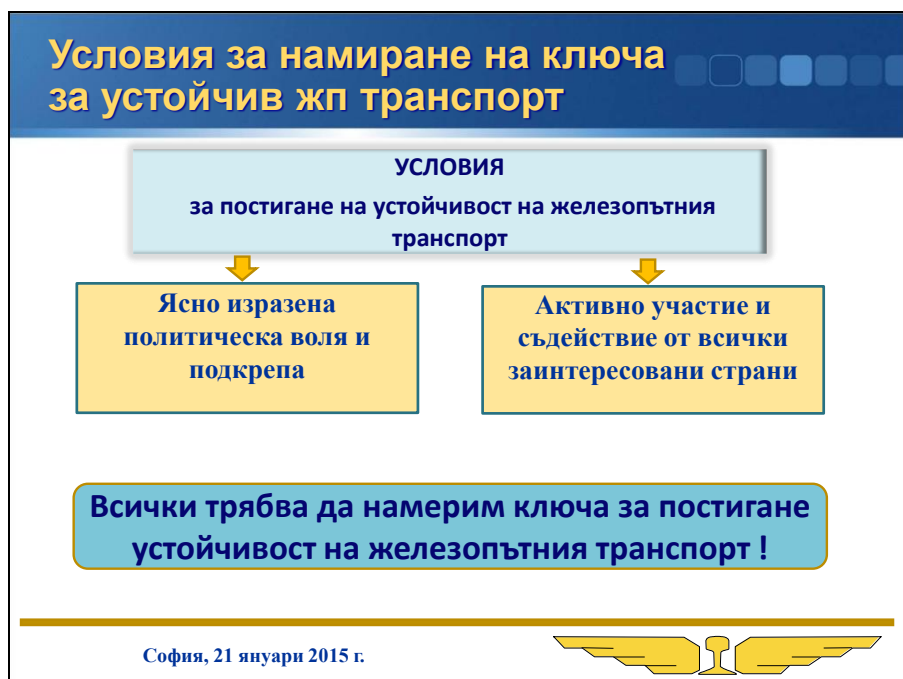 Условия за намиране на ключа
за устойчив жп транспорт
УСЛОВИЯ
за постигане на устойчивост на железопътния
транспорт
Ясно изразена
политическа воля и
подкрепа
Активно участие и
съдействие от всички
заинтересовани страни
Всички трябва да намерим ключа за постигане
устойчивост на железопътния транспорт !
София, 21 януари 2015 г.